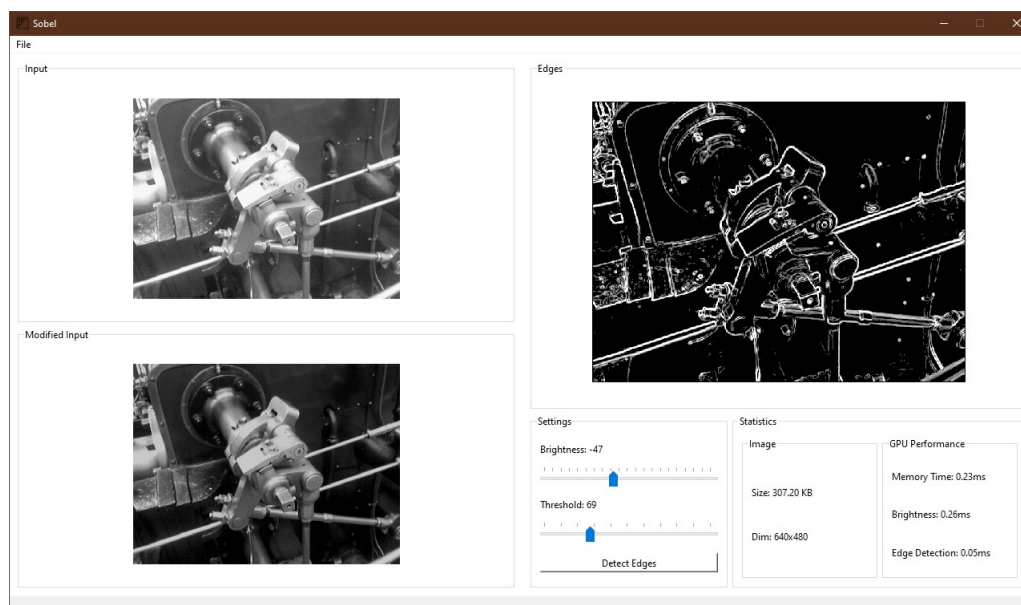 Sobel
File
Input
Edges
Modified Input
Settings
Brightness: -47
Threshold: 69
Detect Edges
Statistics
Image
Size: 307.20 KB
Dim: 640x480
GPU Performance
Memory Time: 0.23ms
Brightness: 0.26ms
Edge Detection: 0.05ms